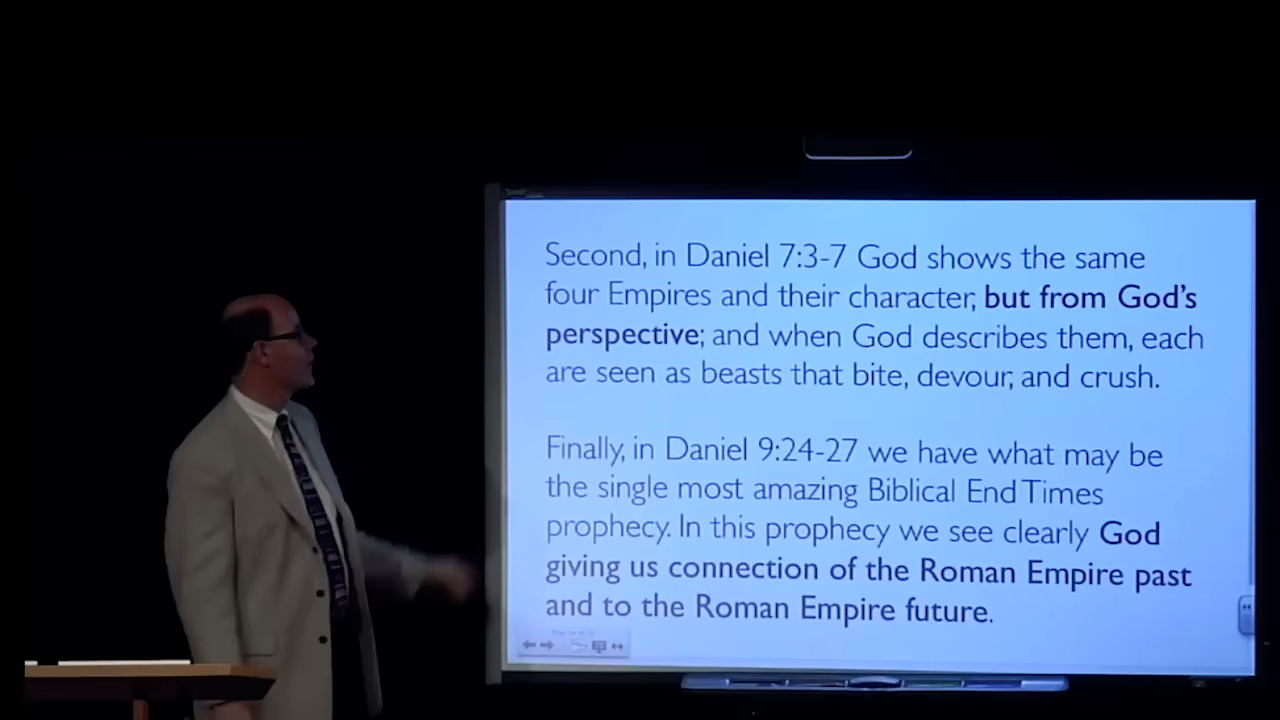 Second, in Daniel 7:3-7 God shows the same
four Empires and their character, but from God's
perspective; and when God describes them, each
are seen as beasts that bite, devour, and crush.
Finally, in Daniel 9:24-27 we have what may be
the single most amazing Biblical End Times
prophecy. In this prophecy we see clearly God
giving us connection of the Roman Empire past
and to the Roman Empire future.